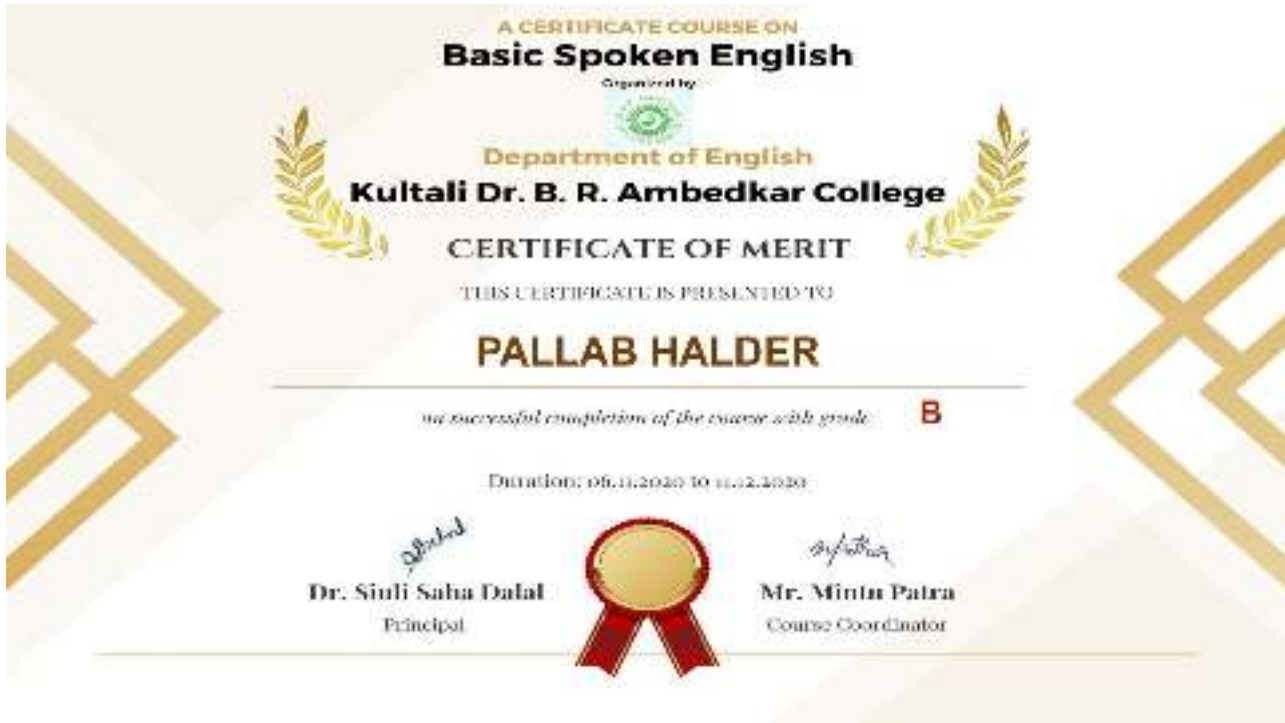 A CERTIFICATE COURSE ON
Basic Spoken English
Organized by
Department of English
Kultali Dr. B. R. Ambedkar College
CERTIFICATE OF MERIT
THIS CERTIFICATE IS PRESENTED TO
PALLAB HALDER
on successful completion of the course with grade B
Duration: 06.11.2020 to 11.12.2020
Dr. Siuli Saha Dalal Mr. Mintu Patra
Principal Course Coordinator